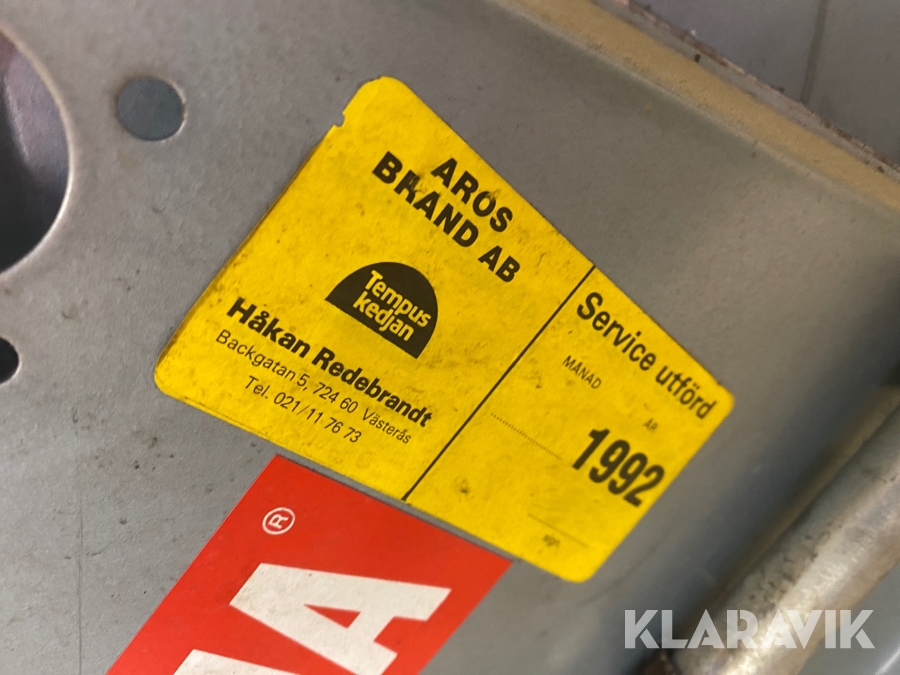 AROS
BRAND AB
Tempus
kedjan
Håkan Redebrandt
Backgatan 5, 724 60 Västerås
Tel. 021/11 76 73
Service utförd
MÅNAD
ÅR
1992
sign.
®
KLARAVIK